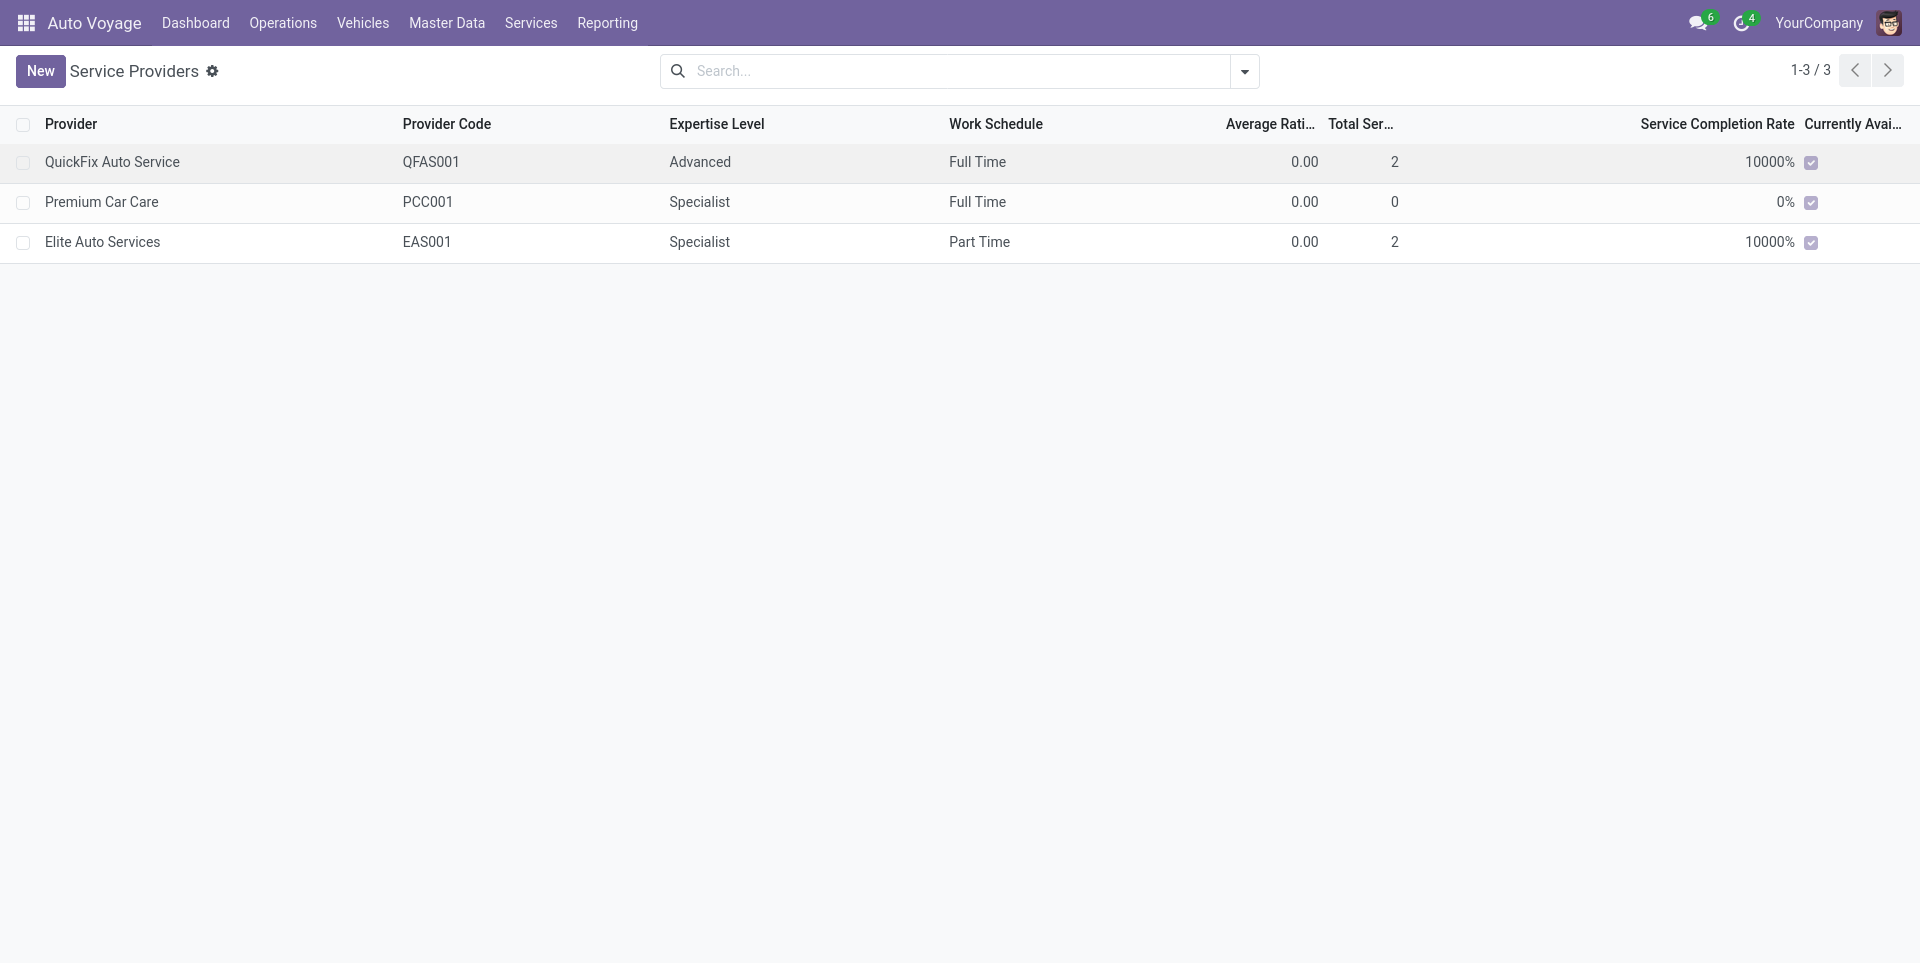 Auto Voyage Dashboard Operations Vehicles Master Data Services Reporting 6 4 YourCompany
New Service Providers Search... 1-3 / 3
Provider Provider Code Expertise Level Work Schedule Average Rati... Total Ser... Service Completion Rate Currently Avai...
QuickFix Auto Service QFAS001 Advanced Full Time 0.00 2 10000%
Premium Car Care PCC001 Specialist Full Time 0.00 0 0%
Elite Auto Services EAS001 Specialist Part Time 0.00 2 10000%